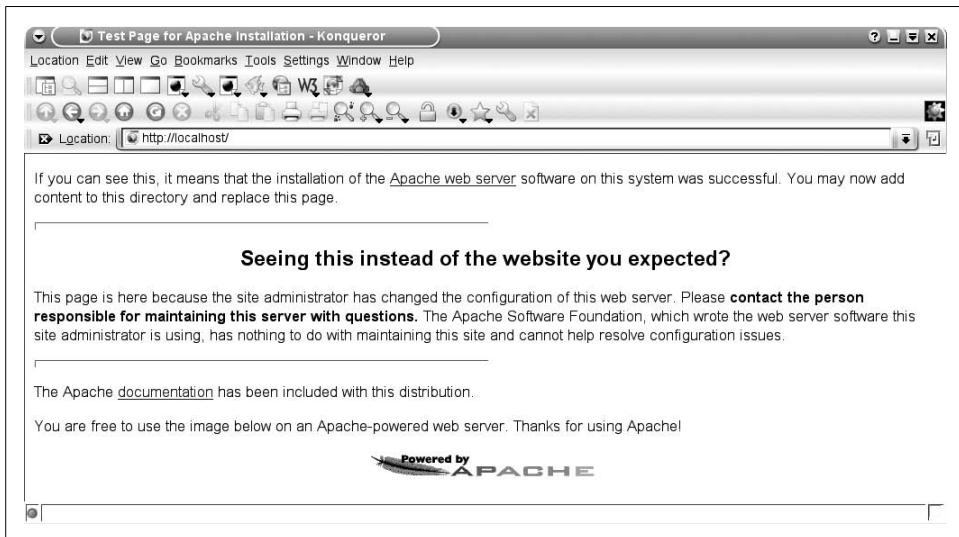 Test Page for Apache Installation - Konqueror
Location Edit View Go Bookmarks Tools Settings Window Help
Location: http://localhost/
If you can see this, it means that the installation of the Apache web server software on this system was successful. You may now add
content to this directory and replace this page.
Seeing this instead of the website you expected?
This page is here because the site administrator has changed the configuration of this web server. Please contact the person
responsible for maintaining this server with questions. The Apache Software Foundation, which wrote the web server software this
site administrator is using, has nothing to do with maintaining this site and cannot help resolve configuration issues.
The Apache documentation has been included with this distribution.
You are free to use the image below on an Apache-powered web server. Thanks for using Apache!
Powered by
APACHE